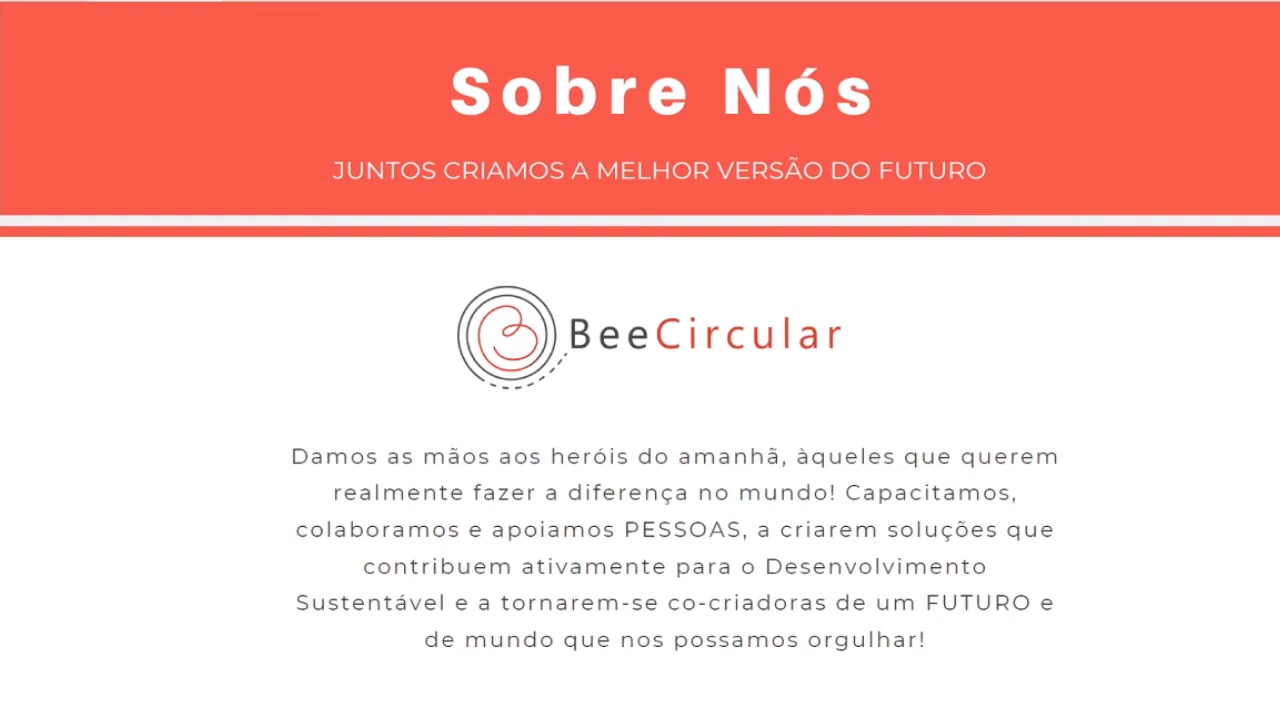 Sobre Nós
JUNTOS CRIAMOS A MELHOR VERSÃO DO FUTURO
BeeCircular
Damos as mãos aos heróis do amanhã, àqueles que querem
realmente fazer a diferença no mundo! Capacitamos,
colaboramos e apoiamos PESSOAS, a criarem soluções que
contribuem ativamente para o Desenvolvimento
Sustentável e a tornarem-se co-criadoras de um FUTURO e
de mundo que nos possamos orgulhar!